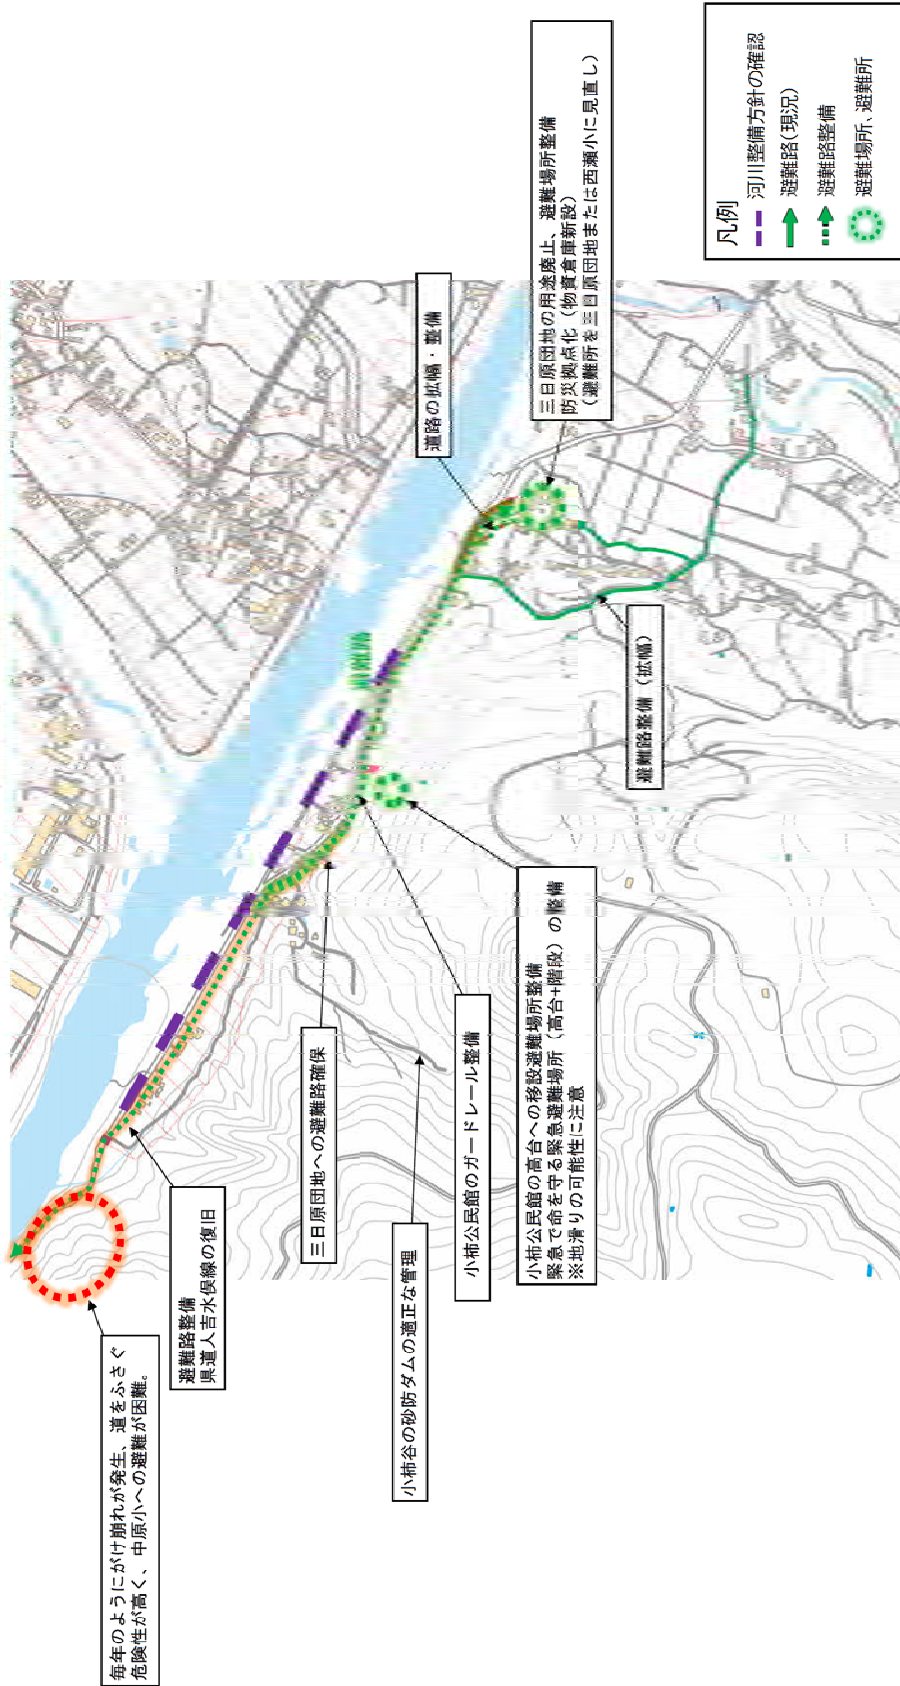 毎年のようにがけ崩れが発生、道をふさぐ
危険性が高く、中原小への避難が困難。
避難路整備
県道人吉水俣線の復旧
三日原団地への避難路確保
小柿谷の砂防ダムの適正な管理
小柿公民館のガードレール整備
小柿公民館の高台への移設避難場所整備
緊急で命を守る緊急避難場所（高台+階段）の整備
※地滑りの可能性に注意
避難路整備（拡幅）
道路の拡幅・整備
三日原団地の用途廃止、避難場所整備
防災拠点化（物資倉庫新設）
（避難所を三日原団地または西瀬小に見直し）
凡例
河川整備方針の確認
避難路(現況)
避難路整備
避難場所、避難所